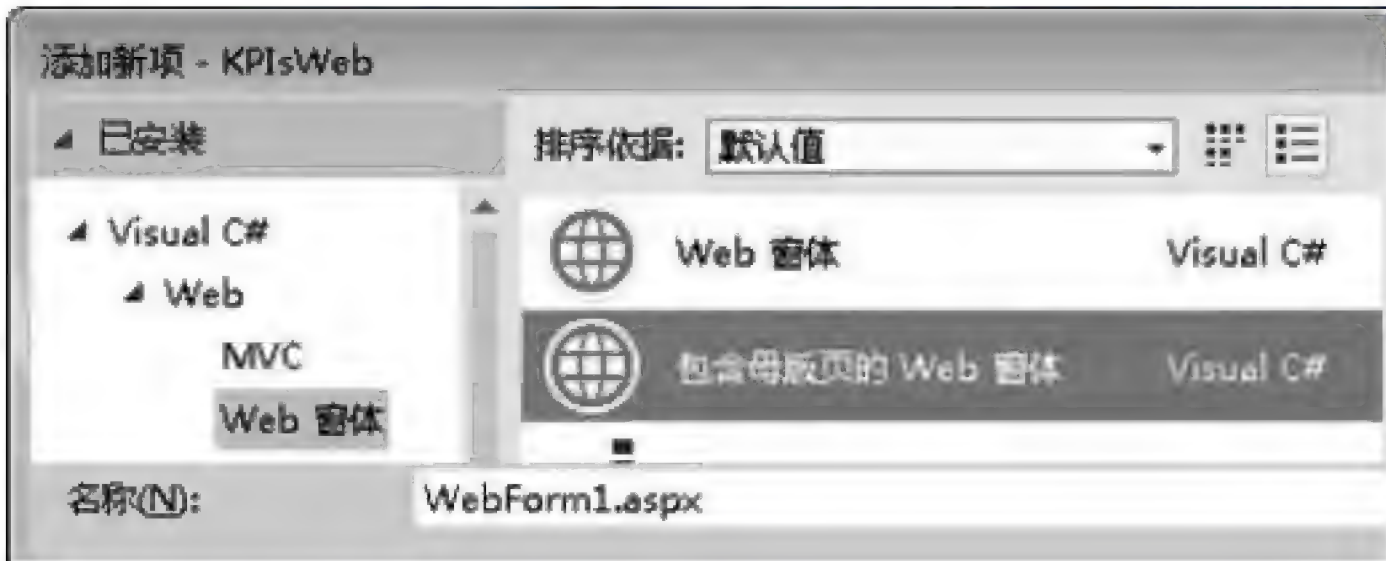 添加新项 - KPIsWeb
已安装
排序依据: 默认值
Visual C#
Web
MVC
Web 窗体
Web 窗体 Visual C#
包含母版页的 Web 窗体 Visual C#
名称(N): WebForm1.aspx